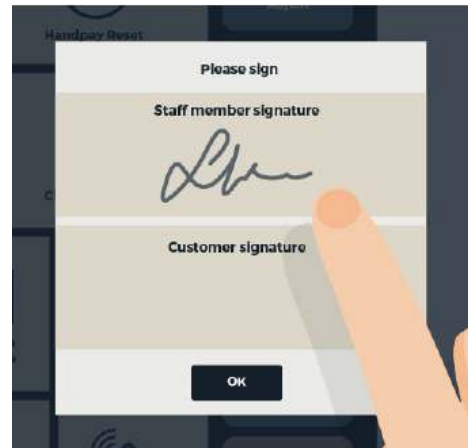 Handpay Reset
Please sign
Staff member signature
Customer signature
OK